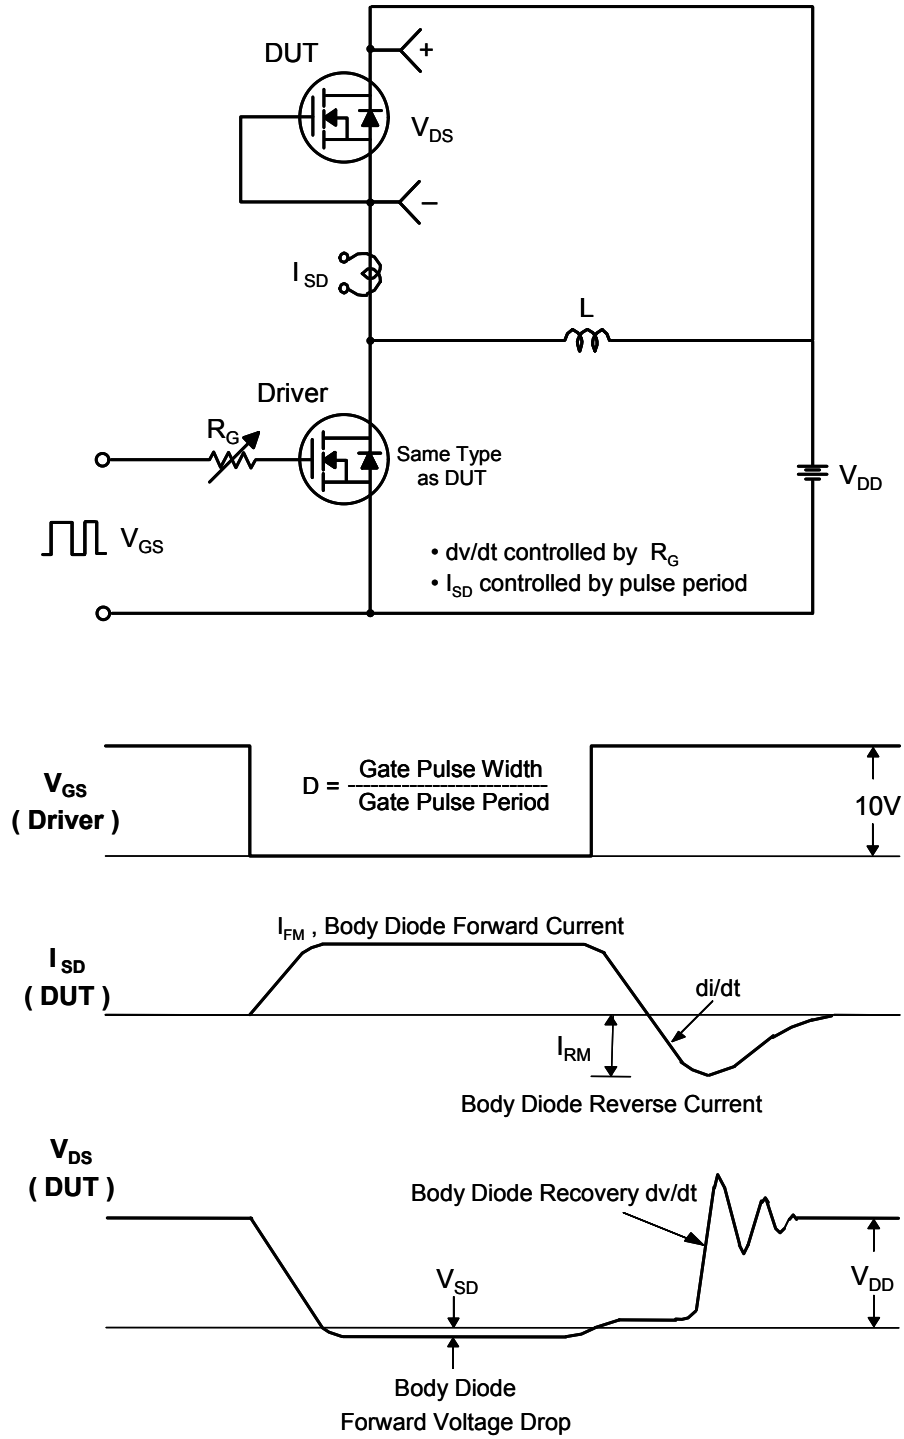 DUT
+
V_DS
–
I_SD
L
Driver
R_G
Same Type
as DUT
V_DD
V_GS
• dv/dt controlled by R_G
• I_SD controlled by pulse period
V_GS
( Driver )
D = Gate Pulse Width
Gate Pulse Period
10V
I_FM , Body Diode Forward Current
I_SD
( DUT )
di/dt
I_RM
Body Diode Reverse Current
V_DS
( DUT )
Body Diode Recovery dv/dt
V_SD
V_DD
Body Diode
Forward Voltage Drop